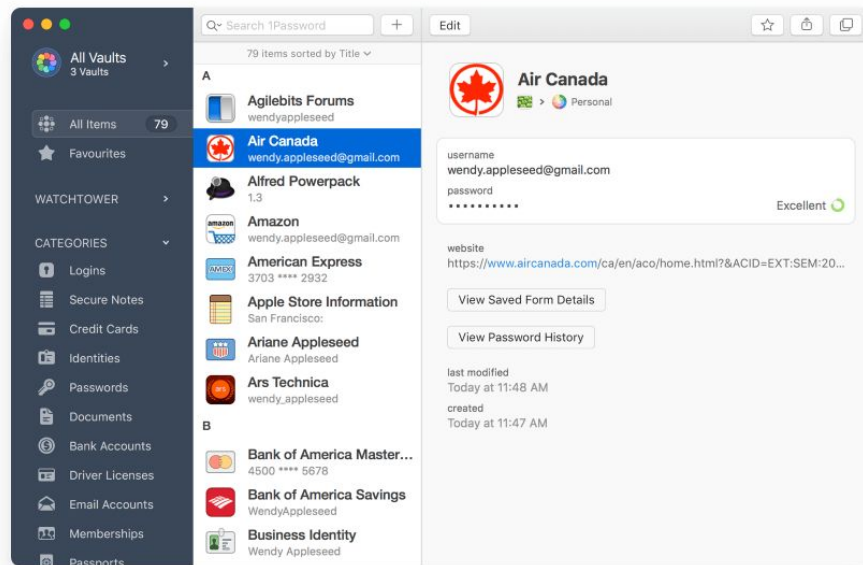 All Vaults
3 Vaults
All Items 79
Favourites
WATCHTOWER
CATEGORIES
Logins
Secure Notes
Credit Cards
Identities
Passwords
Documents
Bank Accounts
Driver Licenses
Email Accounts
Memberships
Passports
Search 1Password
79 items sorted by Title
A
Agilebits Forums
wendyappleseed
Air Canada
wendy.appleseed@gmail.com
Alfred Powerpack
1.3
amazon
Amazon
wendy.appleseed@gmail.com
AMEX
American Express
3703 **** 2932
Apple Store Information
San Francisco:
Ariane Appleseed
Ariane Appleseed
ars
Ars Technica
wendy_appleseed
B
Bank of America Master...
4500 **** 5678
Bank of America Savings
WendyAppleseed
Business Identity
Wendy Appleseed
Edit
Air Canada
Personal
username
wendy.appleseed@gmail.com
password
•••••••••• Excellent
website
https://www.aircanada.com/ca/en/aco/home.html?&ACID=EXT:SEM:20...
View Saved Form Details
View Password History
last modified
Today at 11:48 AM
created
Today at 11:47 AM